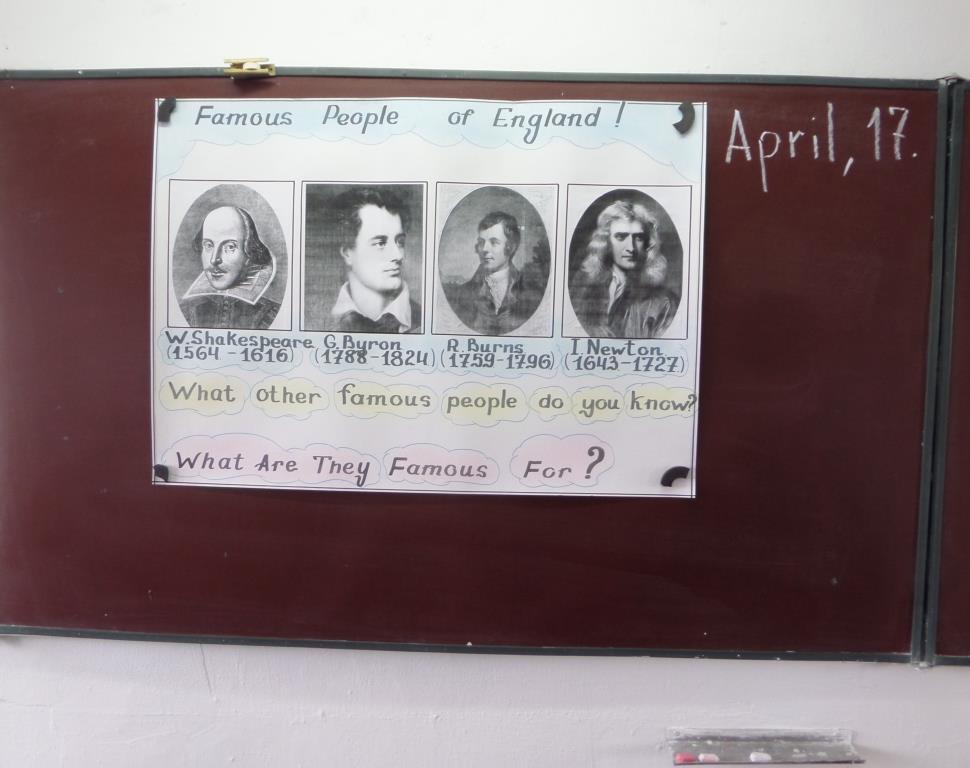 Famous People of England!
April, 17.
W.Shakespeare G.Byron R.Burns I.Newton
(1564-1616) (1788-1824) (1759-1796) (1643-1727)
What other famous people do you know?
What Are They Famous For?